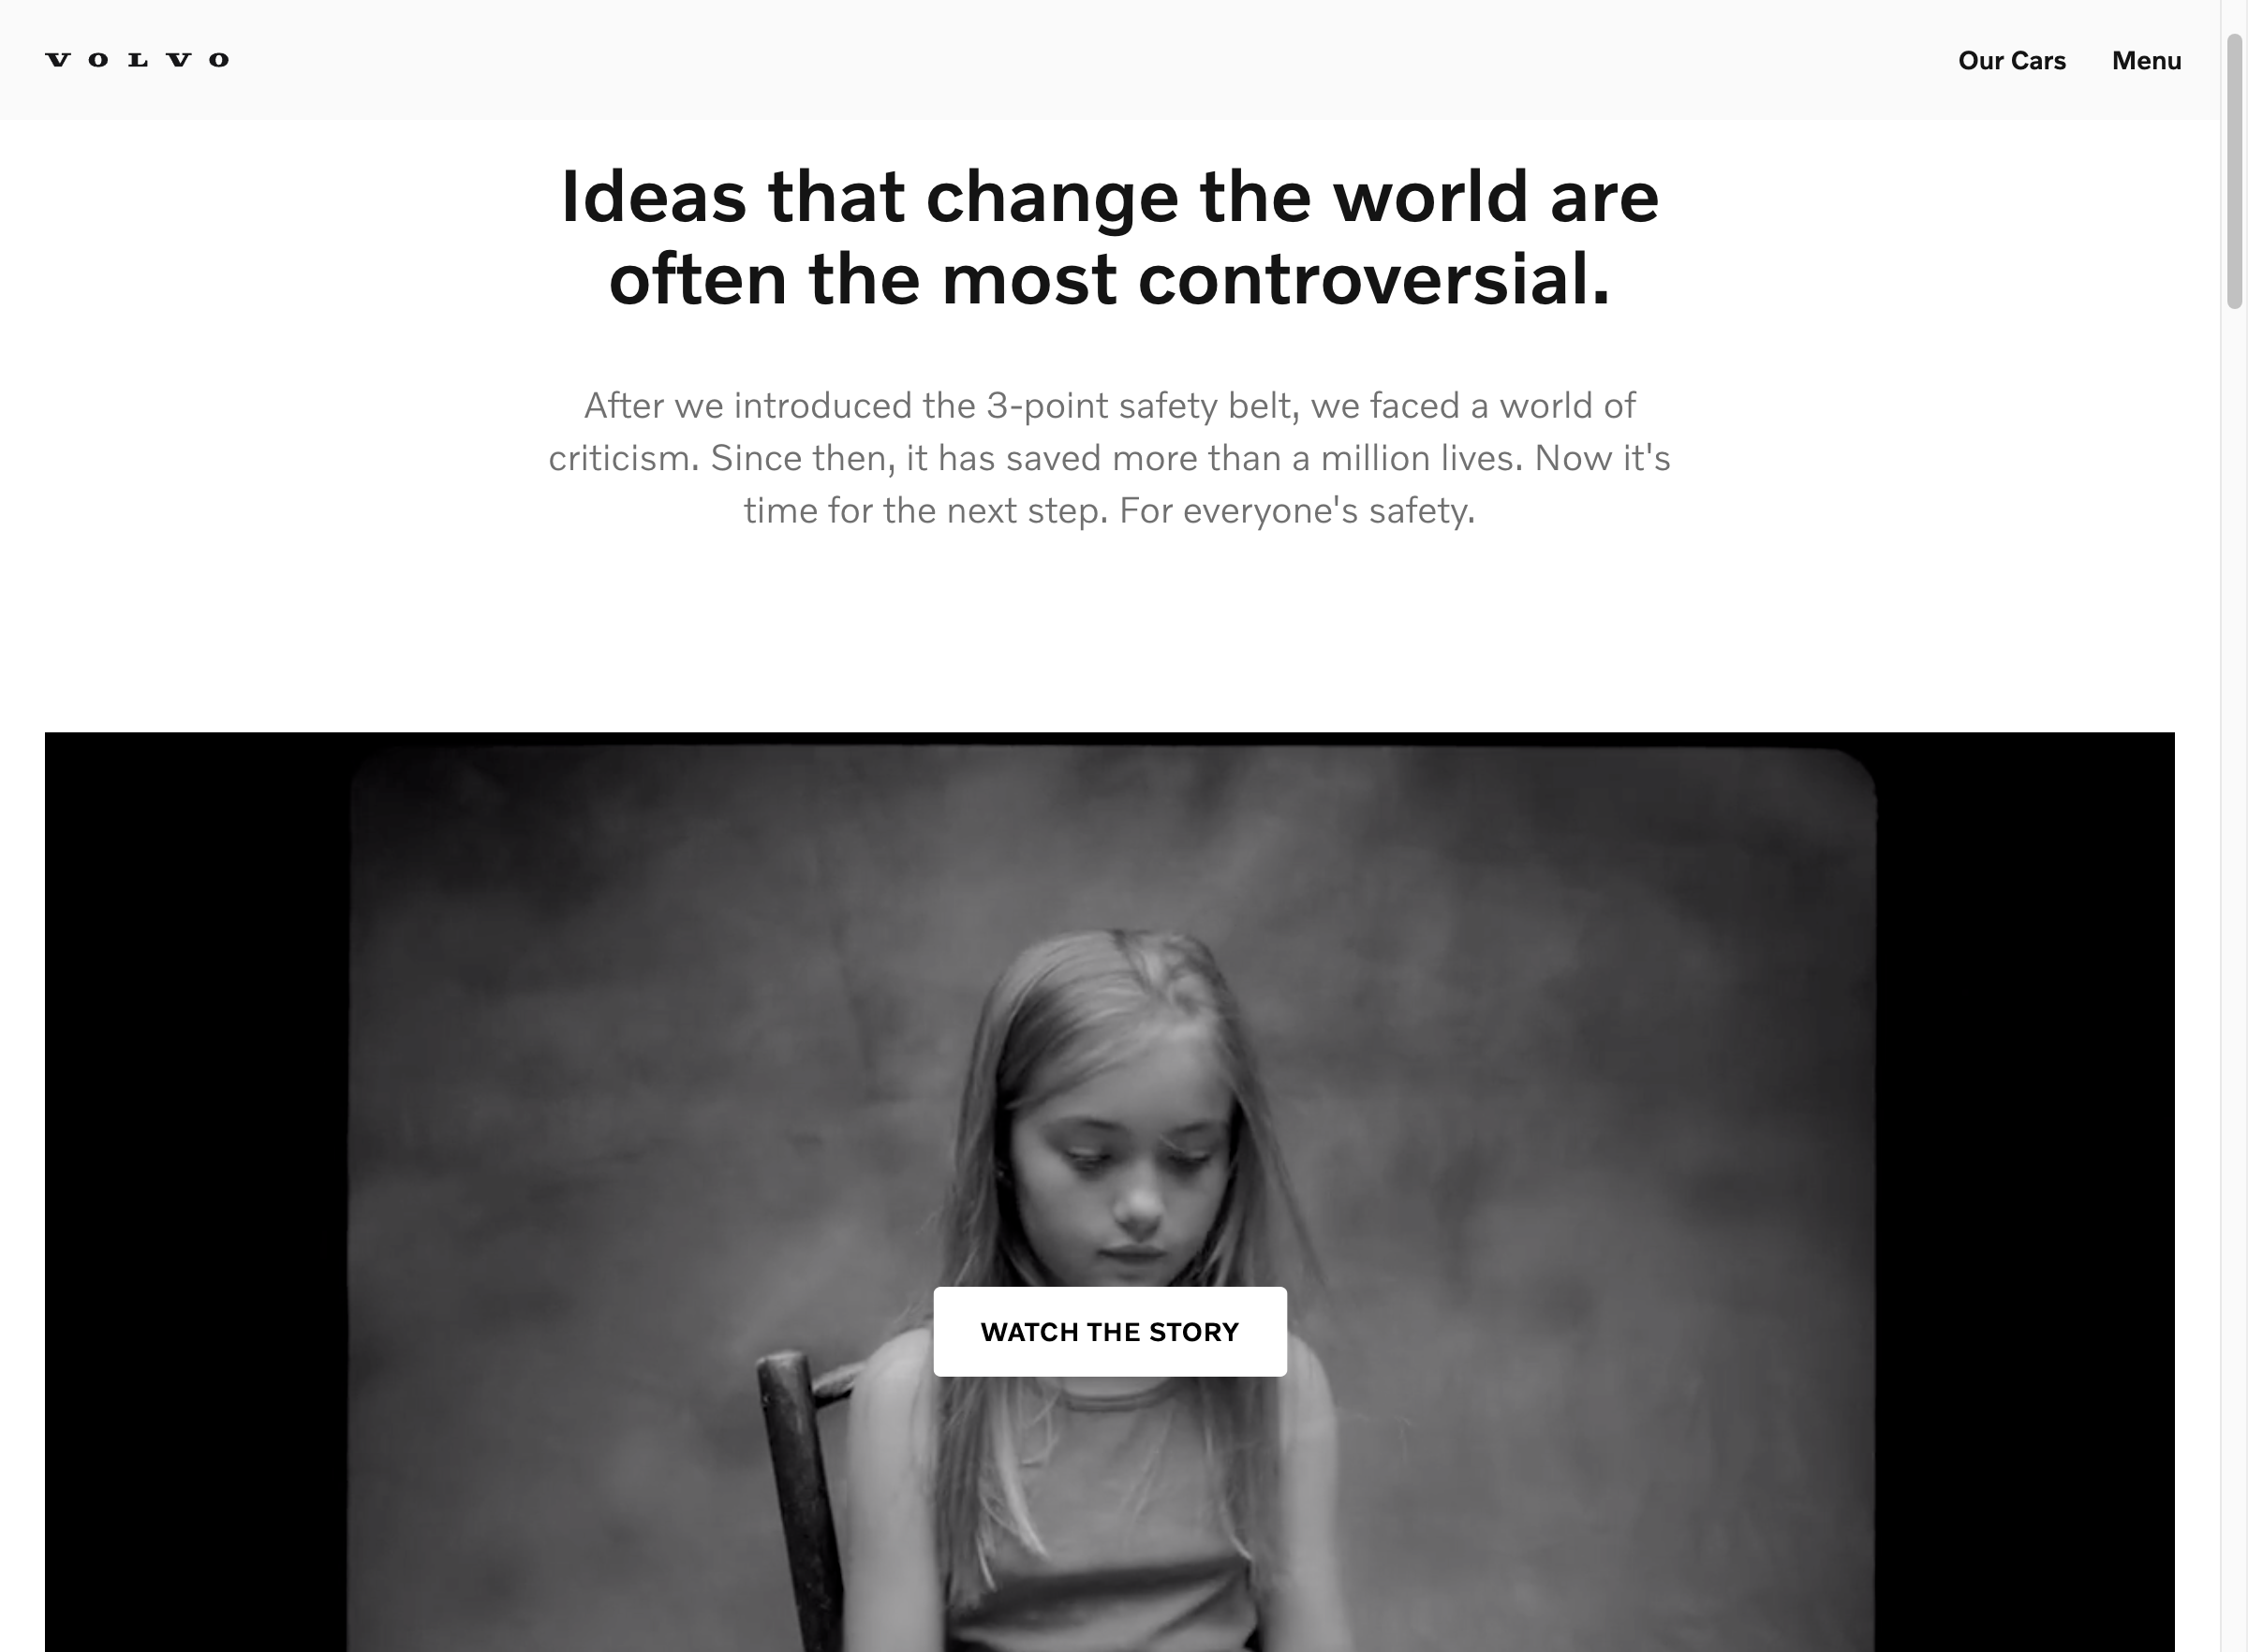 VOLVO
Our Cars
Menu
Ideas that change the world are
often the most controversial.
After we introduced the 3-point safety belt, we faced a world of
criticism. Since then, it has saved more than a million lives. Now it's
time for the next step. For everyone's safety.
WATCH THE STORY